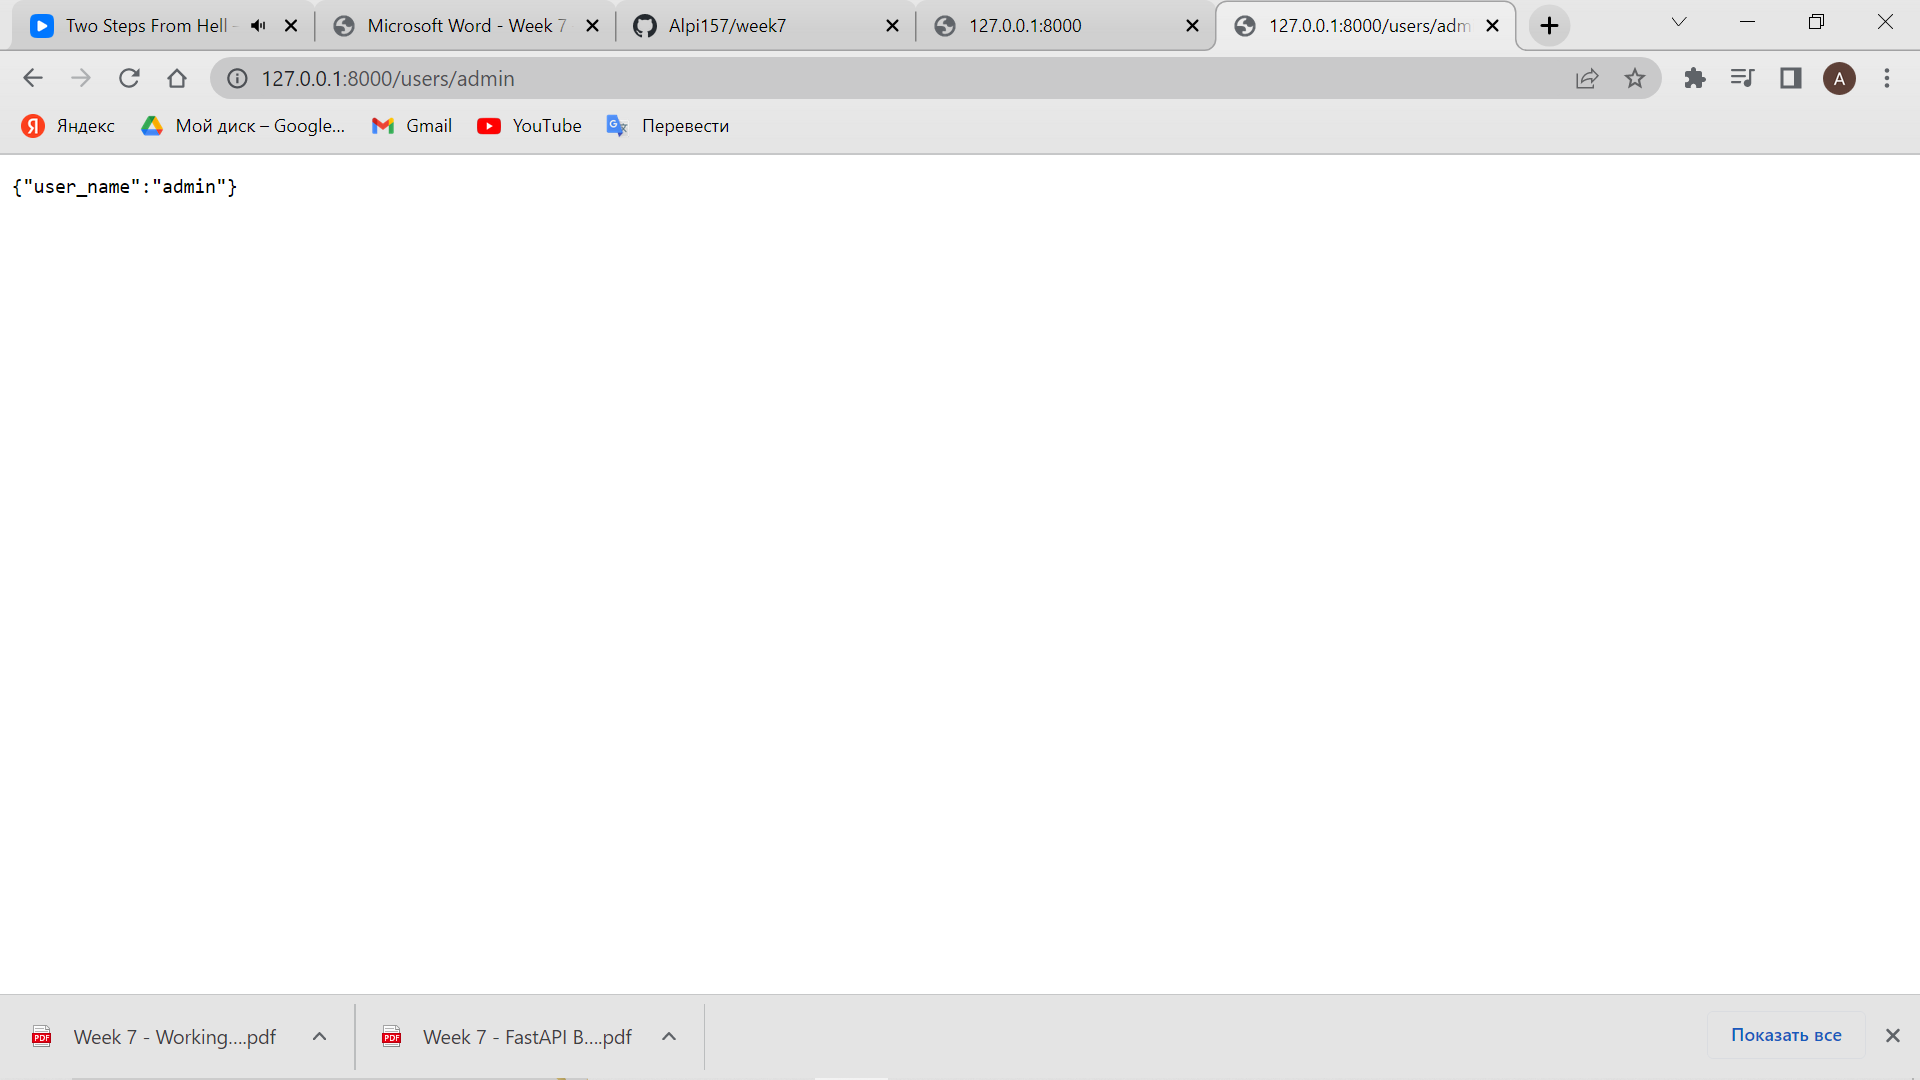 Two Steps From Hell -
Microsoft Word - Week 7
Alpi157/week7
127.0.0.1:8000
127.0.0.1:8000/users/adm
127.0.0.1:8000/users/admin
A
Яндекс
Мой диск – Google...
Gmail
YouTube
Перевести
{"user_name":"admin"}
Week 7 - Working....pdf
Week 7 - FastAPI B....pdf
Показать все